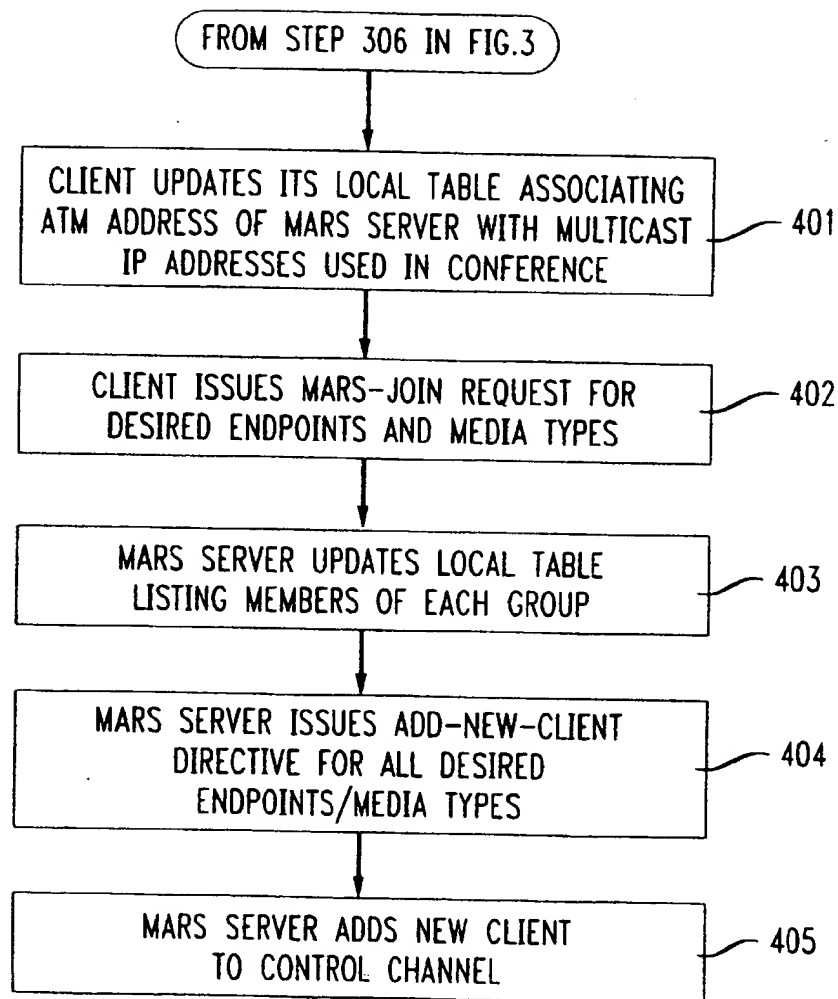 FROM STEP 306 IN FIG.3
CLIENT UPDATES ITS LOCAL TABLE ASSOCIATING
ATM ADDRESS OF MARS SERVER WITH MULTICAST
IP ADDRESSES USED IN CONFERENCE
401
CLIENT ISSUES MARS-JOIN REQUEST FOR
DESIRED ENDPOINTS AND MEDIA TYPES
402
MARS SERVER UPDATES LOCAL TABLE
LISTING MEMBERS OF EACH GROUP
403
MARS SERVER ISSUES ADD-NEW-CLIENT
DIRECTIVE FOR ALL DESIRED
ENDPOINTS/MEDIA TYPES
404
MARS SERVER ADDS NEW CLIENT
TO CONTROL CHANNEL
405